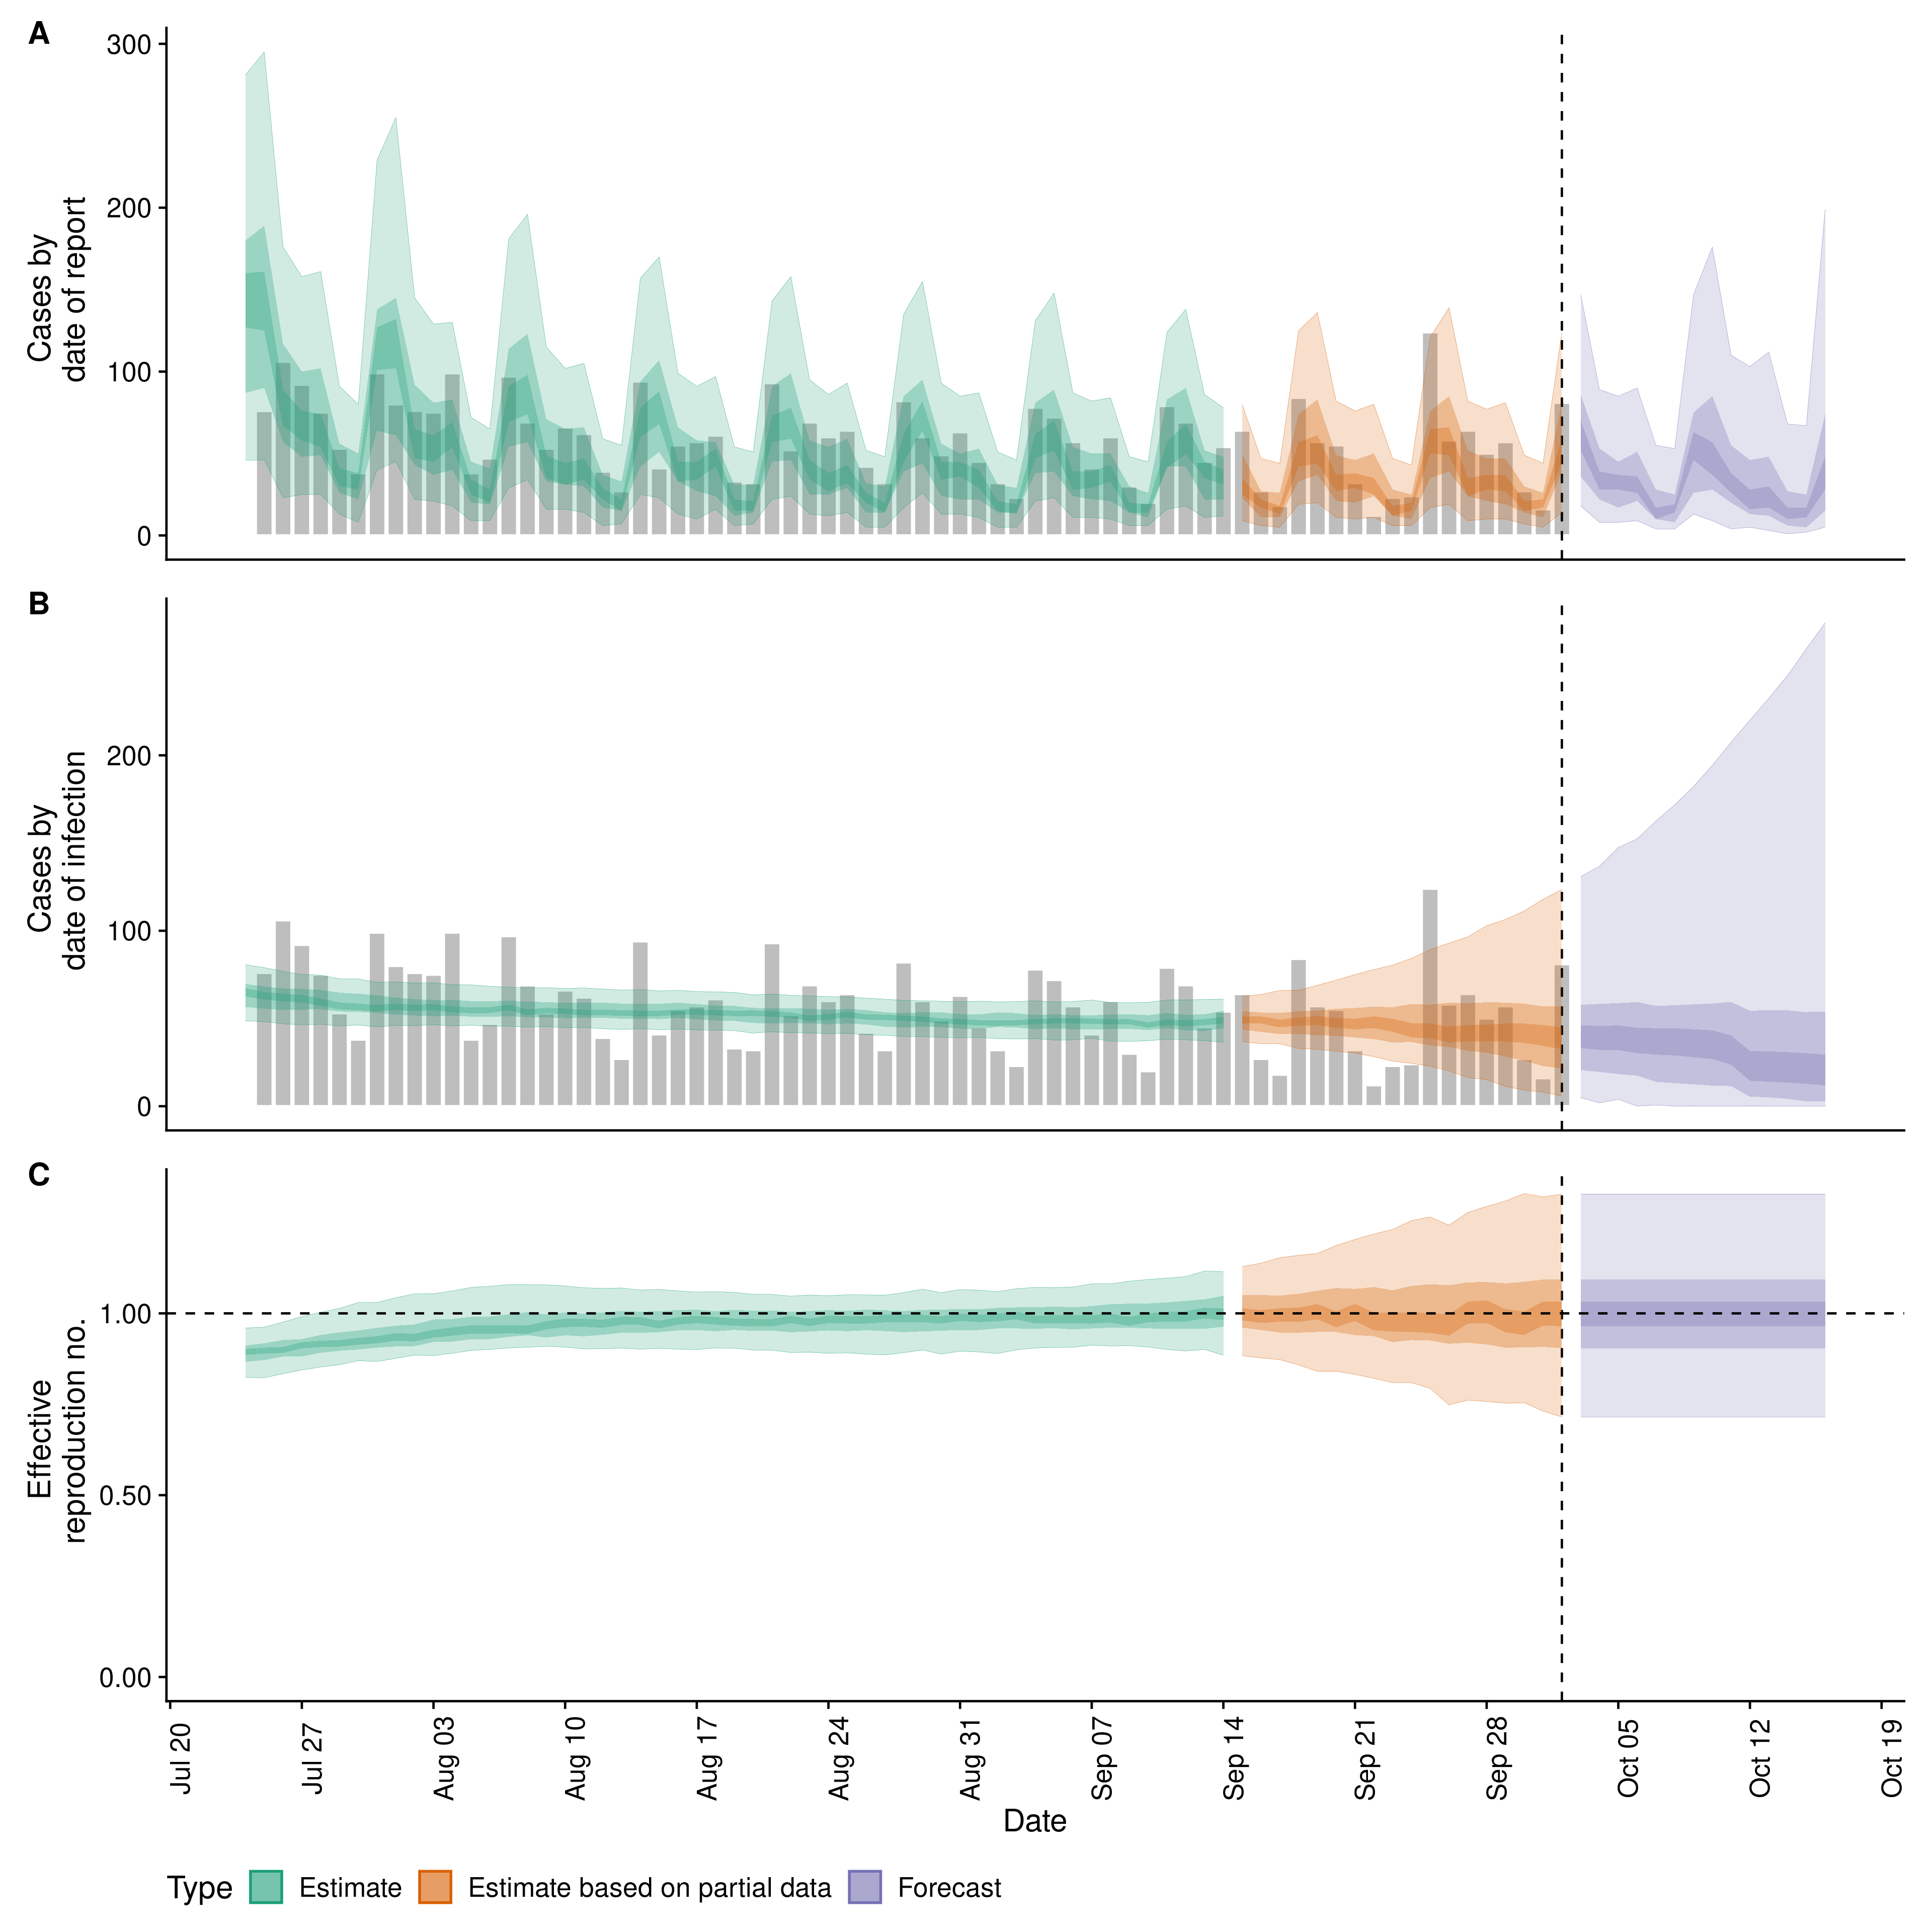 A
Cases by
date of report
300
200
100
0
B
Cases by
date of infection
200
100
0
C
Effective
reproduction no.
1.00
0.50
0.00
Jul 20
Jul 27
Aug 03
Aug 10
Aug 17
Aug 24
Aug 31
Sep 07
Sep 14
Sep 21
Sep 28
Oct 05
Oct 12
Oct 19
Date
Type Estimate Estimate based on partial data Forecast